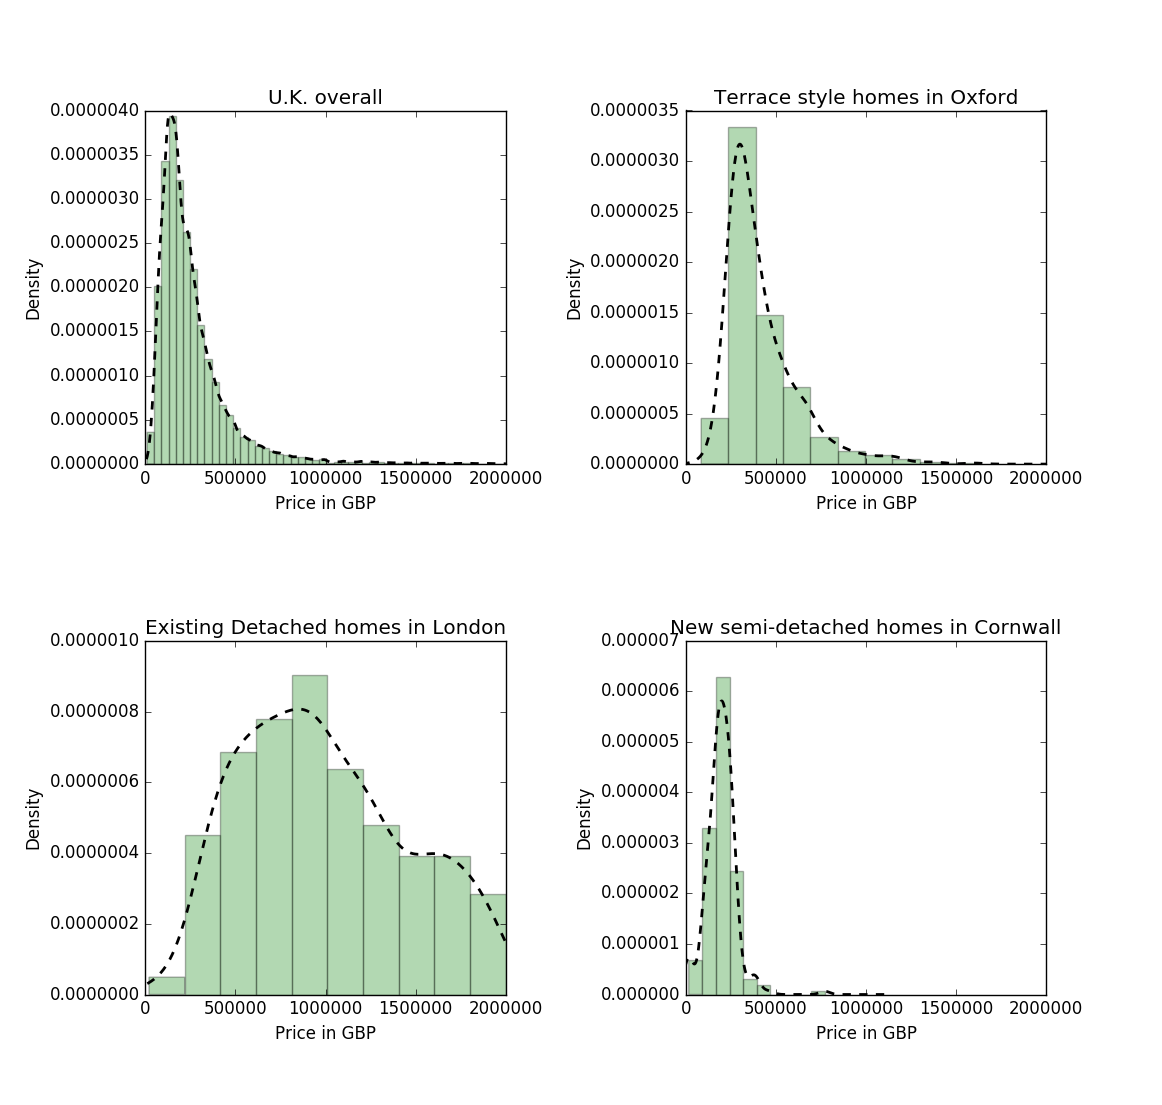 U.K. overall
0.0000040
0.0000035
0.0000030
0.0000025
0.0000020
0.0000015
0.0000010
0.0000005
0.0000000
Density
0 500000 1000000 1500000 2000000
Price in GBP
Terrace style homes in Oxford
0.0000035
0.0000030
0.0000025
0.0000020
0.0000015
0.0000010
0.0000005
0.0000000
Density
0 500000 1000000 1500000 2000000
Price in GBP
Existing Detached homes in London
0.0000010
0.0000008
0.0000006
0.0000004
0.0000002
0.0000000
Density
0 500000 1000000 1500000 2000000
Price in GBP
New semi-detached homes in Cornwall
0.000007
0.000006
0.000005
0.000004
0.000003
0.000002
0.000001
0.000000
Density
0 500000 1000000 1500000 2000000
Price in GBP